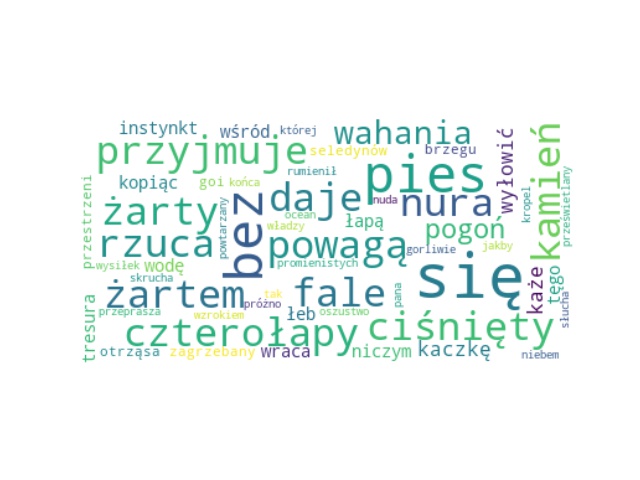 instynkt
wśród
której
wahania
przyjmuje
seledynów
brzegu
rumienił
pies
wyłowić
kamień
kopiąc
goi
końca
daje
nuda
nura
kropel
prześwietlany
przestrzeni
żarty
bez
powtarzany
ocean
władzy
łapą
pogoń
rzuca
powagą
gorliwie
jakby
wysiłek
wodę
promienistych
się
skrucha
żartem
tak
próżno
fale
pana
każe
tęgo
słucha
tresura
przeprasza
wzrokiem
łeb
oszustwo
czterołapy
ciśnięty
otrząsa
zagrzebany
wraca
niczym
kaczkę
niebem